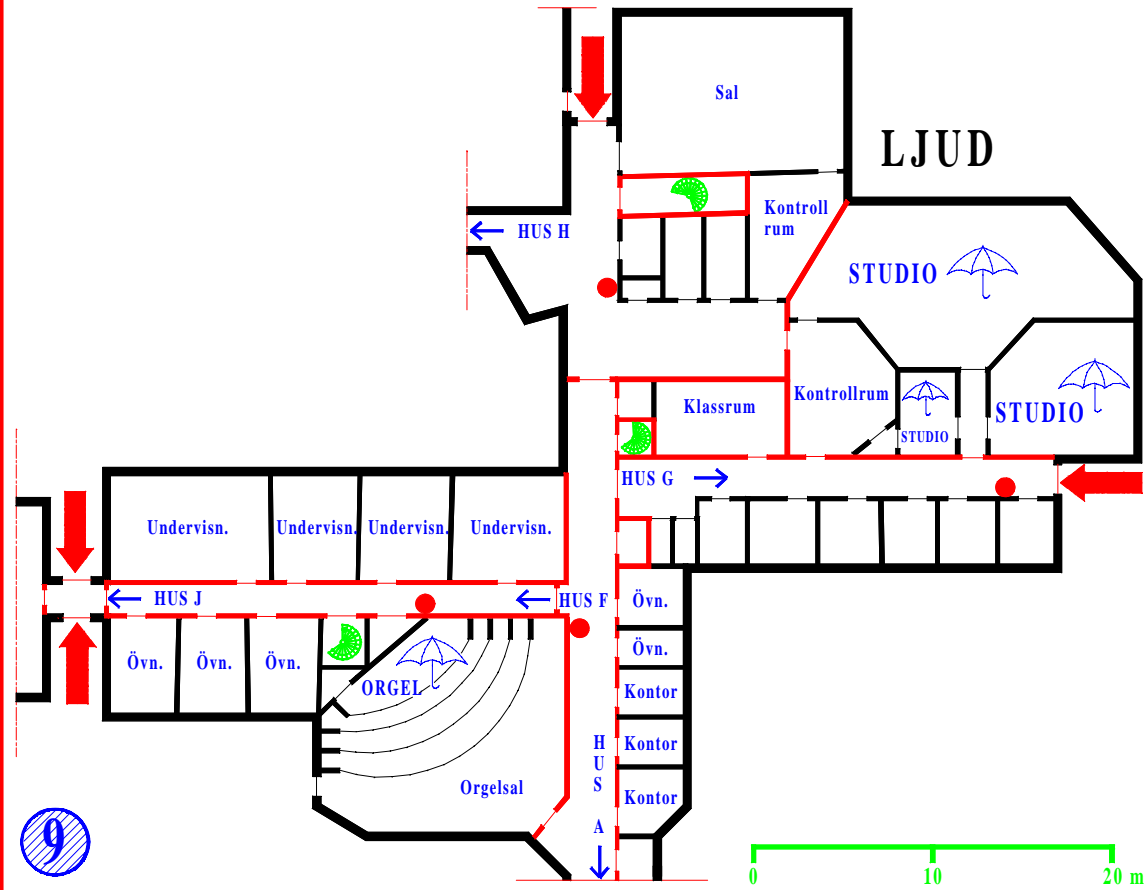 Sal
LJUD
Kontroll
rum
HUS H
STUDIO
Klassrum
Kontrollrum
STUDIO
STUDIO
HUS G
Undervisn.
Undervisn.
Undervisn.
Undervisn.
HUS J
HUS F
Övn.
Övn.
Övn.
Övn.
Övn.
ORGEL
Kontor
Kontor
Kontor
HUS A
Orgelsal
9
0 10 20 m